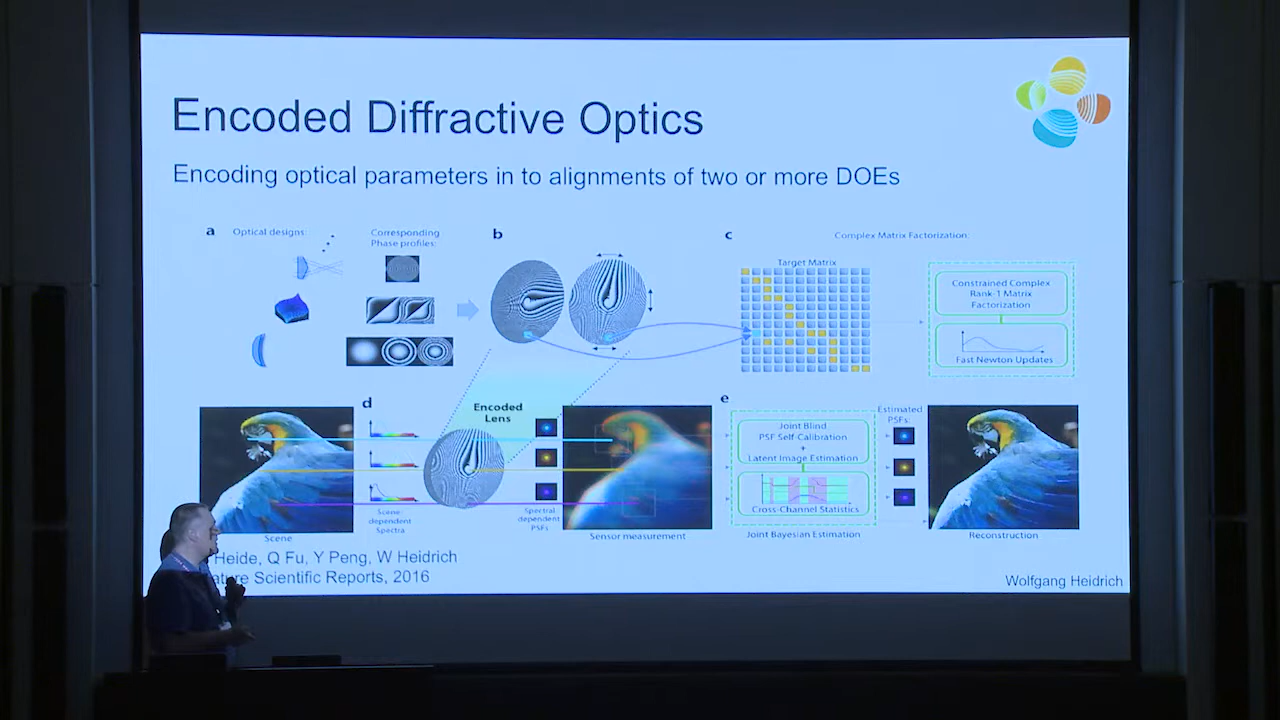 Encoded Diffractive Optics
Encoding optical parameters in to alignments of two or more DOEs
a
Optical designs:
Corresponding
Phase profiles:
b
c
Complex Matrix Factorization:
Target Matrix
Constrained Complex
Rank-1 Matrix
Factorization
Fast Newton Updates
d
Encoded
Lens
e
Joint Blind
PSF Self-Calibration
+
Latent Image Estimation
Estimated
PSFs:
Cross-Channel Statistics
Scene
Scene-
dependent
Spectra
Spectral
dependent
PSFs
Sensor measurement
Joint Bayesian Estimation
Reconstruction
Heide, Q Fu, Y Peng, W Heidrich
Scientific Reports, 2016
Wolfgang Heidrich